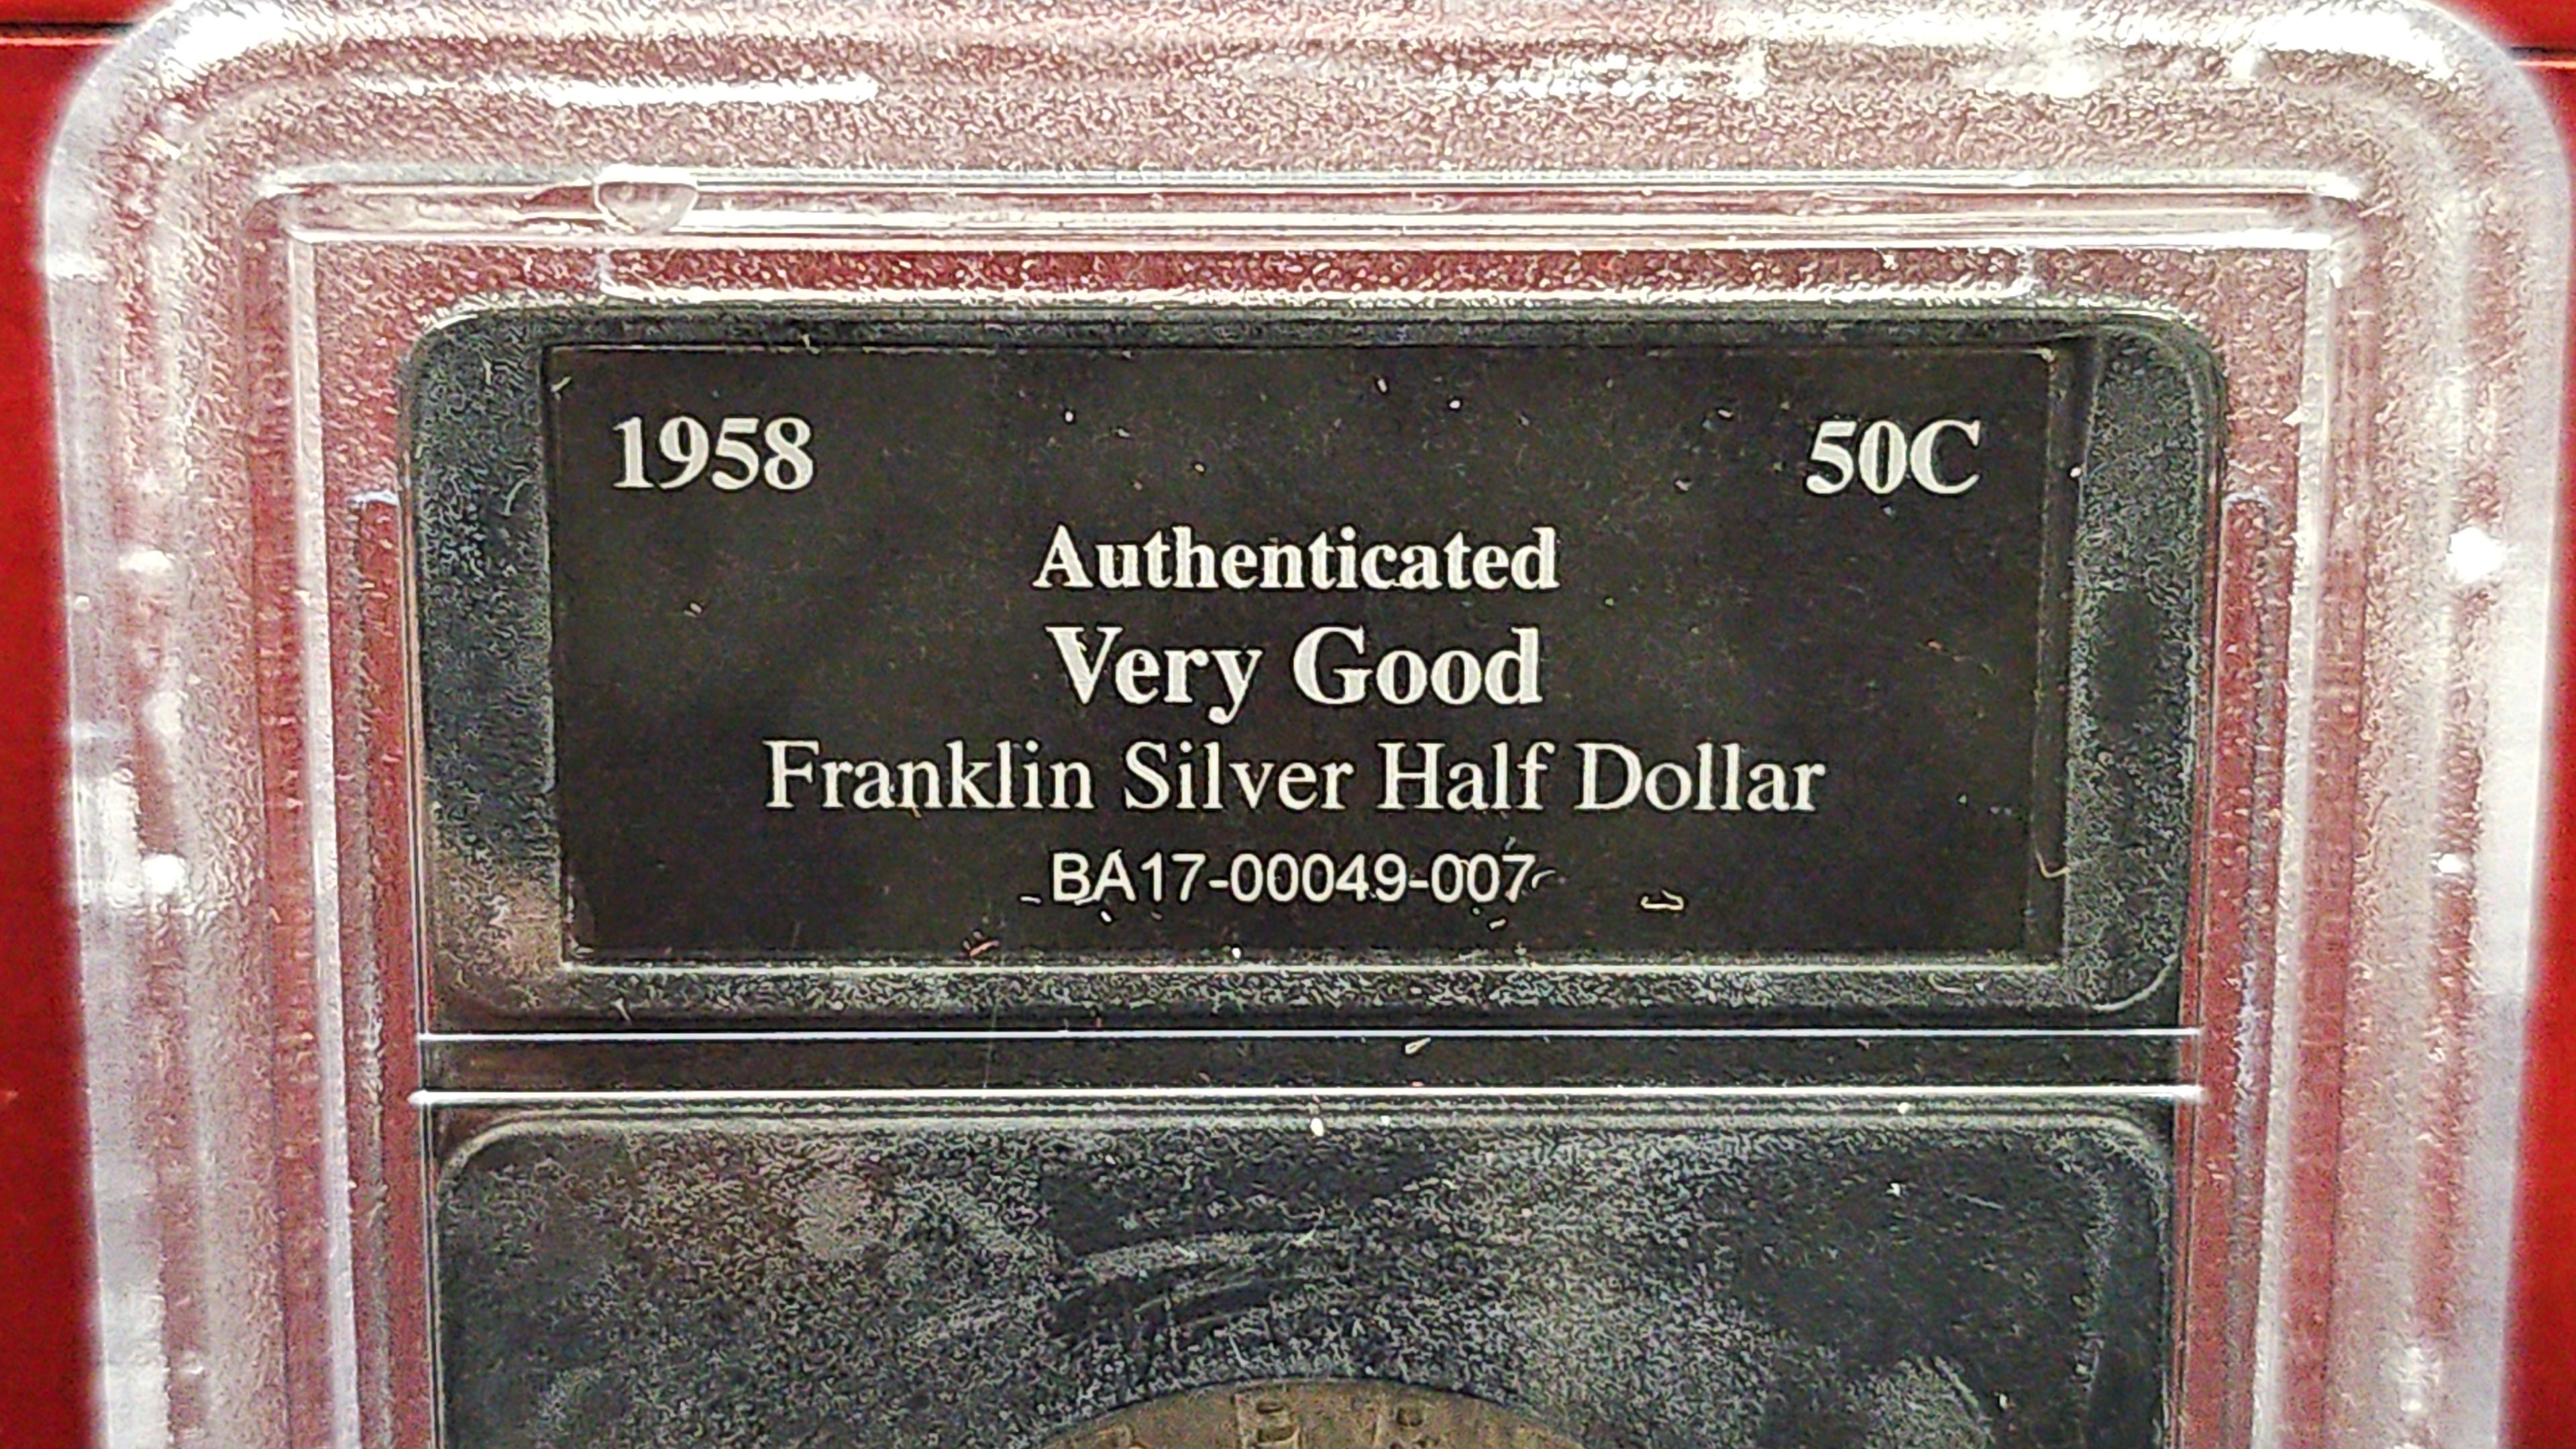 1958 50C
Authenticated
Very Good
Franklin Silver Half Dollar
BA17-00049-007